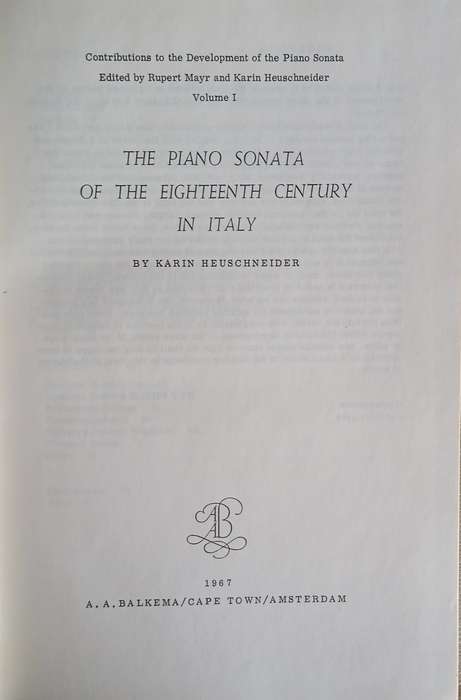 Contributions to the Development of the Piano Sonata
Edited by Rupert Mayr and Karin Heuschneider
Volume I
THE PIANO SONATA
OF THE EIGHTEENTH CENTURY
IN ITALY
BY KARIN HEUSCHNEIDER
AAB
1967
A. A. BALKEMA/CAPE TOWN/AMSTERDAM